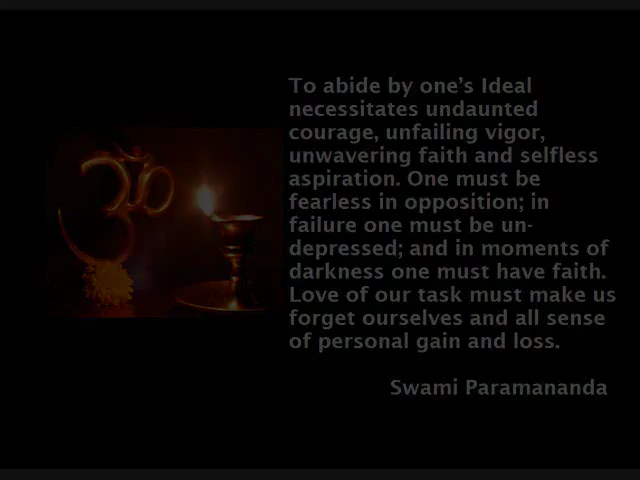 To abide by one’s Ideal
necessitates undaunted
courage, unfailing vigor,
unwavering faith and selfless
aspiration. One must be
fearless in opposition; in
failure one must be un-
depressed; and in moments of
darkness one must have faith.
Love of our task must make us
forget ourselves and all sense
of personal gain and loss.
Swami Paramananda